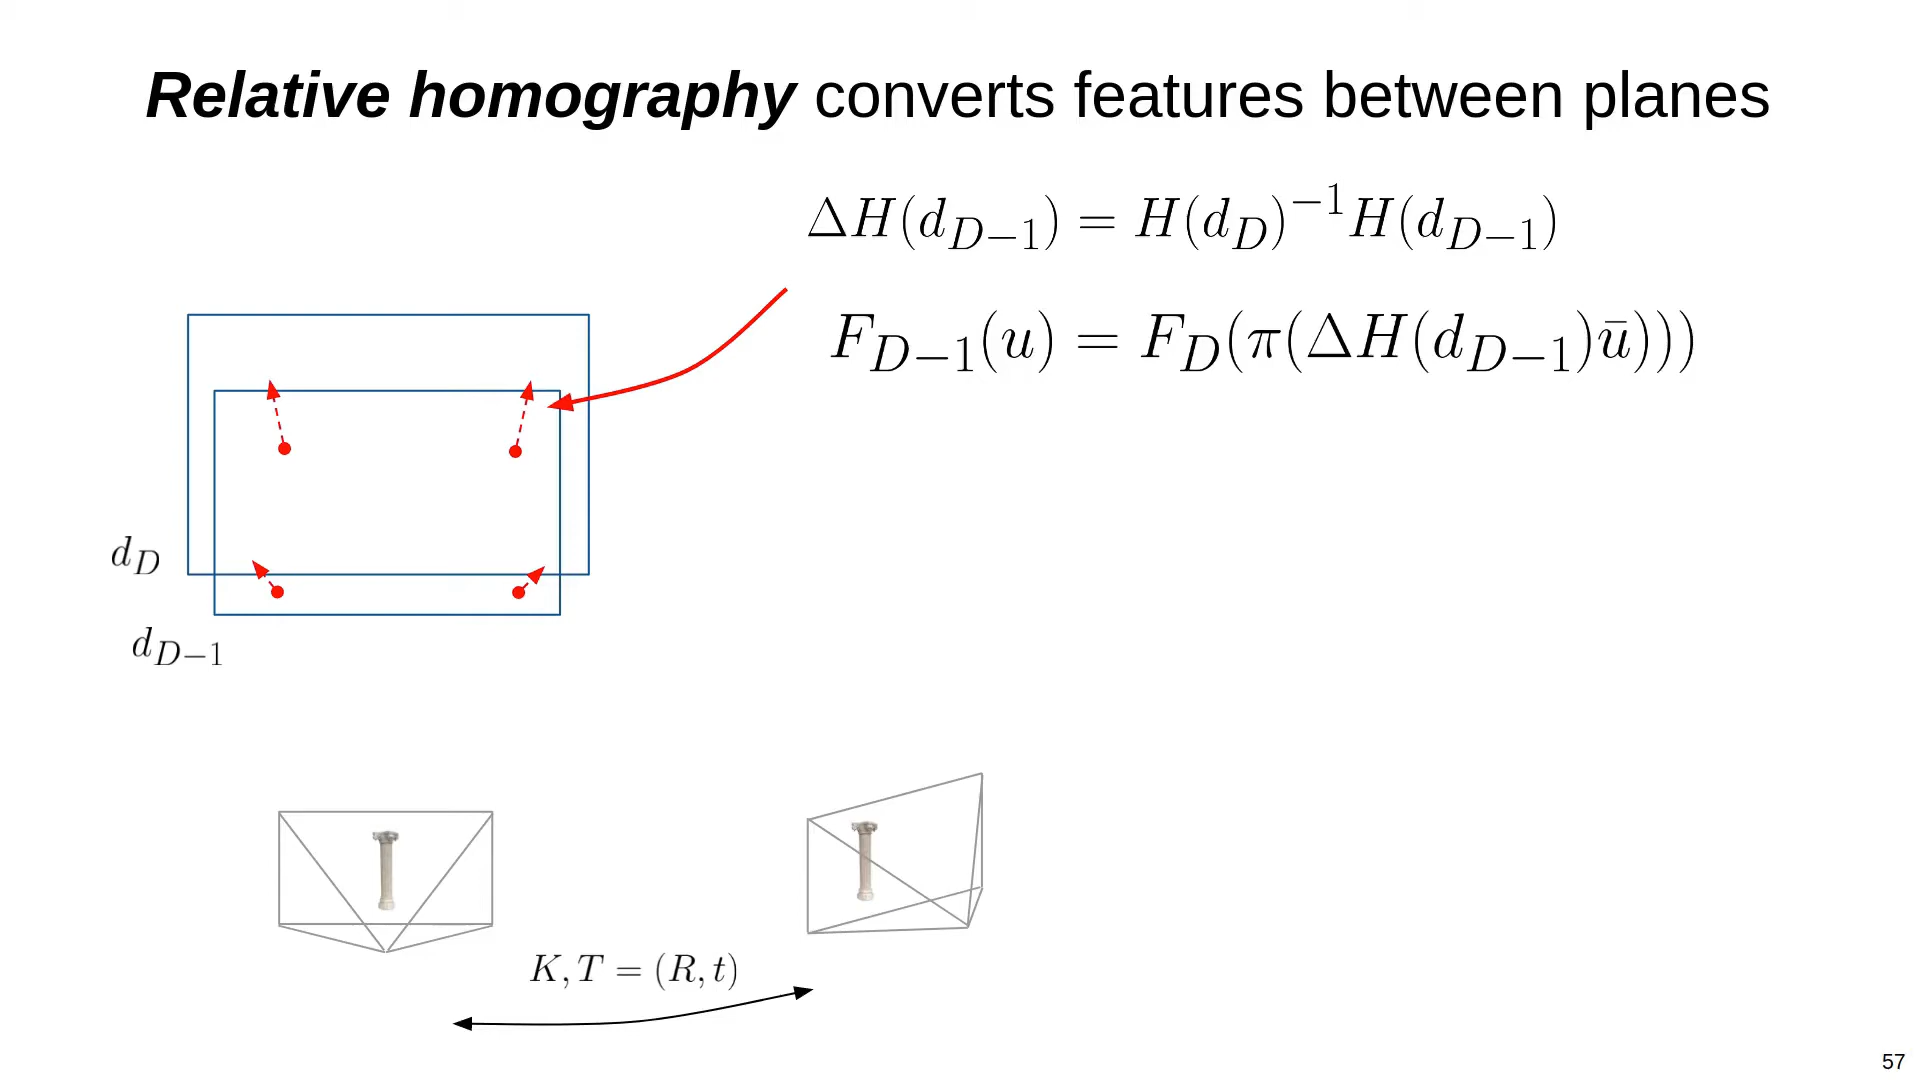 Relative homography converts features between planes
ΔH(d_{D−1}) = H(d_D)^{−1}H(d_{D−1})
F_{D−1}(u) = F_D(π(ΔH(d_{D−1})ū)))
d_D
d_{D−1}
K, T = (R, t)
57